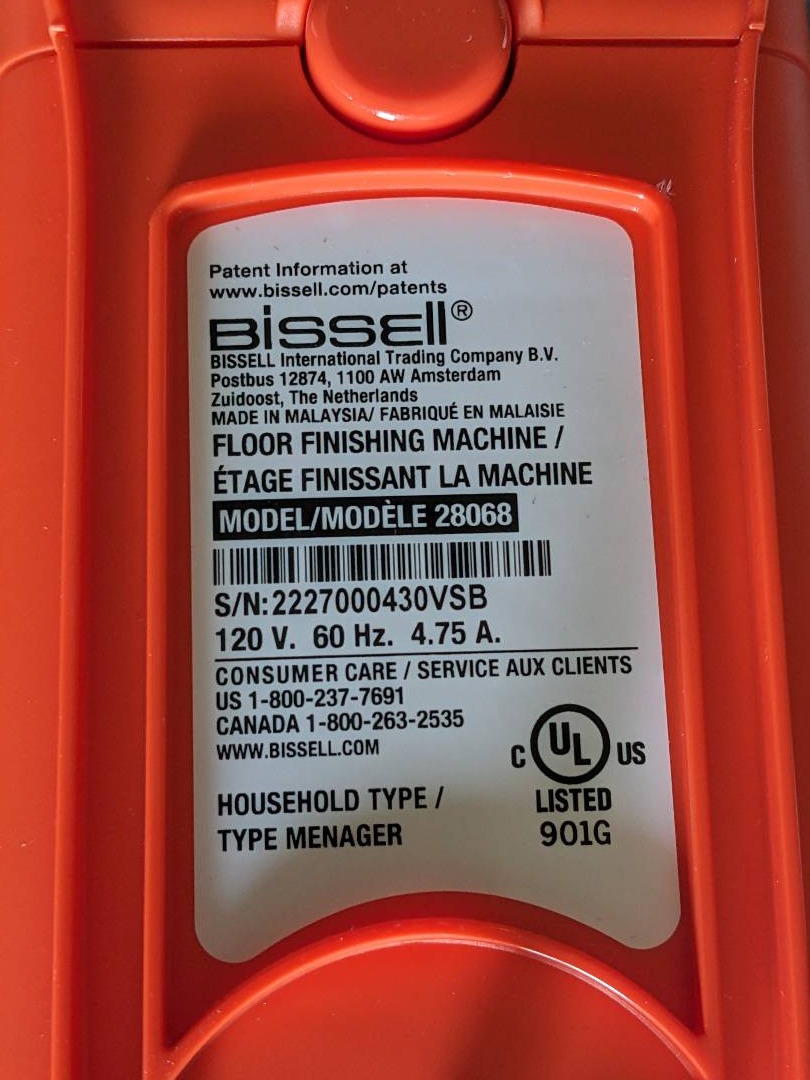 Patent Information at
www.bissell.com/patents
BISSELL®
BISSELL International Trading Company B.V.
Postbus 12874, 1100 AW Amsterdam
Zuidoost, The Netherlands
MADE IN MALAYSIA/ FABRIQUÉ EN MALAISIE
FLOOR FINISHING MACHINE /
ÉTAGE FINISSANT LA MACHINE
MODEL/MODÈLE 28068
S/N:2227000430VSB
120 V. 60 Hz. 4.75 A.
CONSUMER CARE / SERVICE AUX CLIENTS
US 1-800-237-7691
CANADA 1-800-263-2535
WWW.BISSELL.COM
C UL US
LISTED
901G
HOUSEHOLD TYPE /
TYPE MENAGER